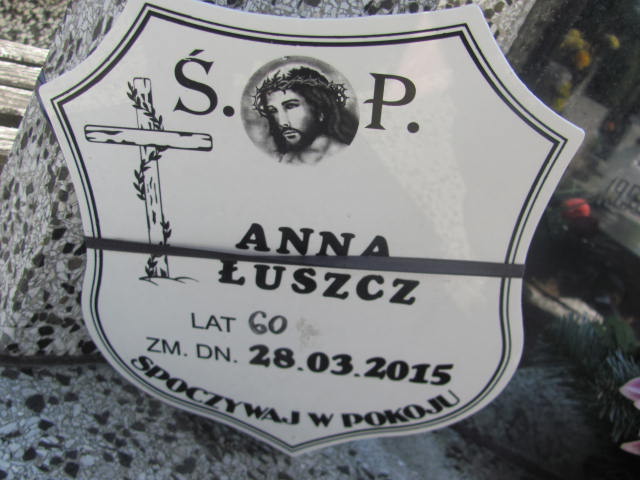 Ś. P.
ANNA
ŁUSZCZ
LAT 60
ZM. DN. 28.03.2015
SPOCZYWAJ W POKOJU